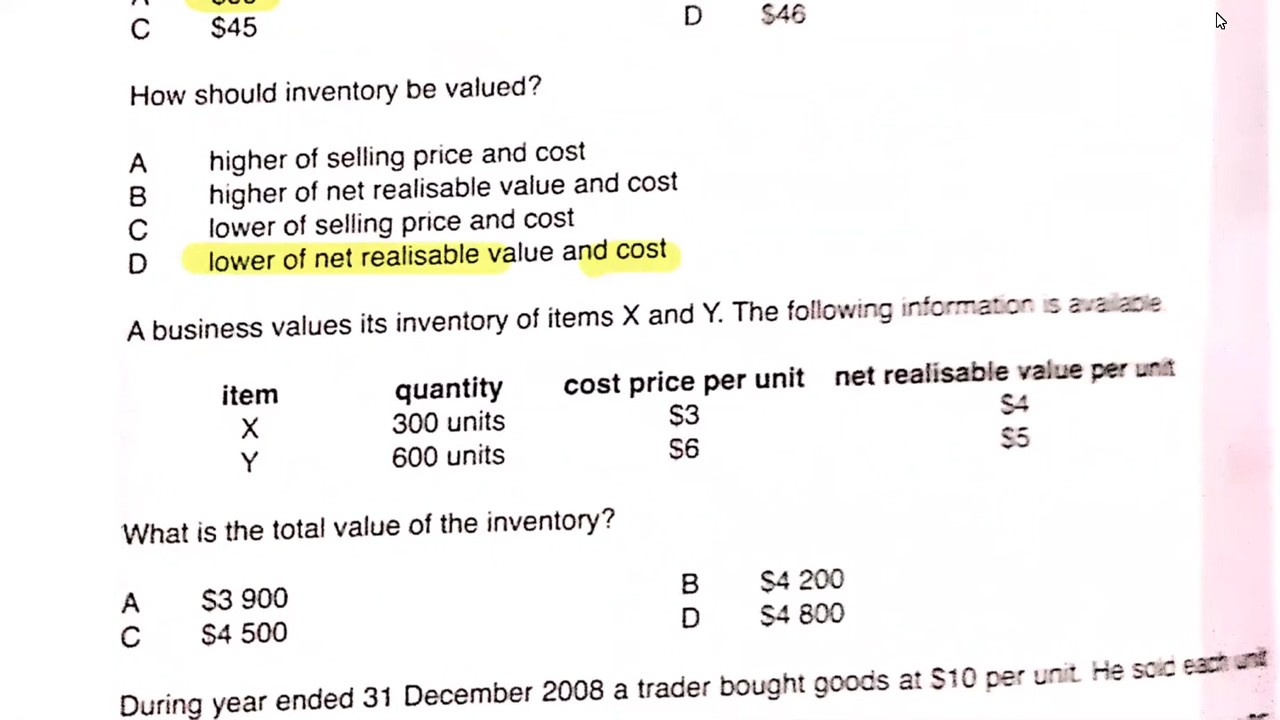 C $45 D $46
How should inventory be valued?
A higher of selling price and cost
B higher of net realisable value and cost
C lower of selling price and cost
D lower of net realisable value and cost
A business values its inventory of items X and Y. The following information is available
item quantity cost price per unit net realisable value per unit
X 300 units $3 $4
Y 600 units $6 $5
What is the total value of the inventory?
A $3 900 B $4 200
C $4 500 D $4 800
During year ended 31 December 2008 a trader bought goods at $10 per unit. He sold each unit